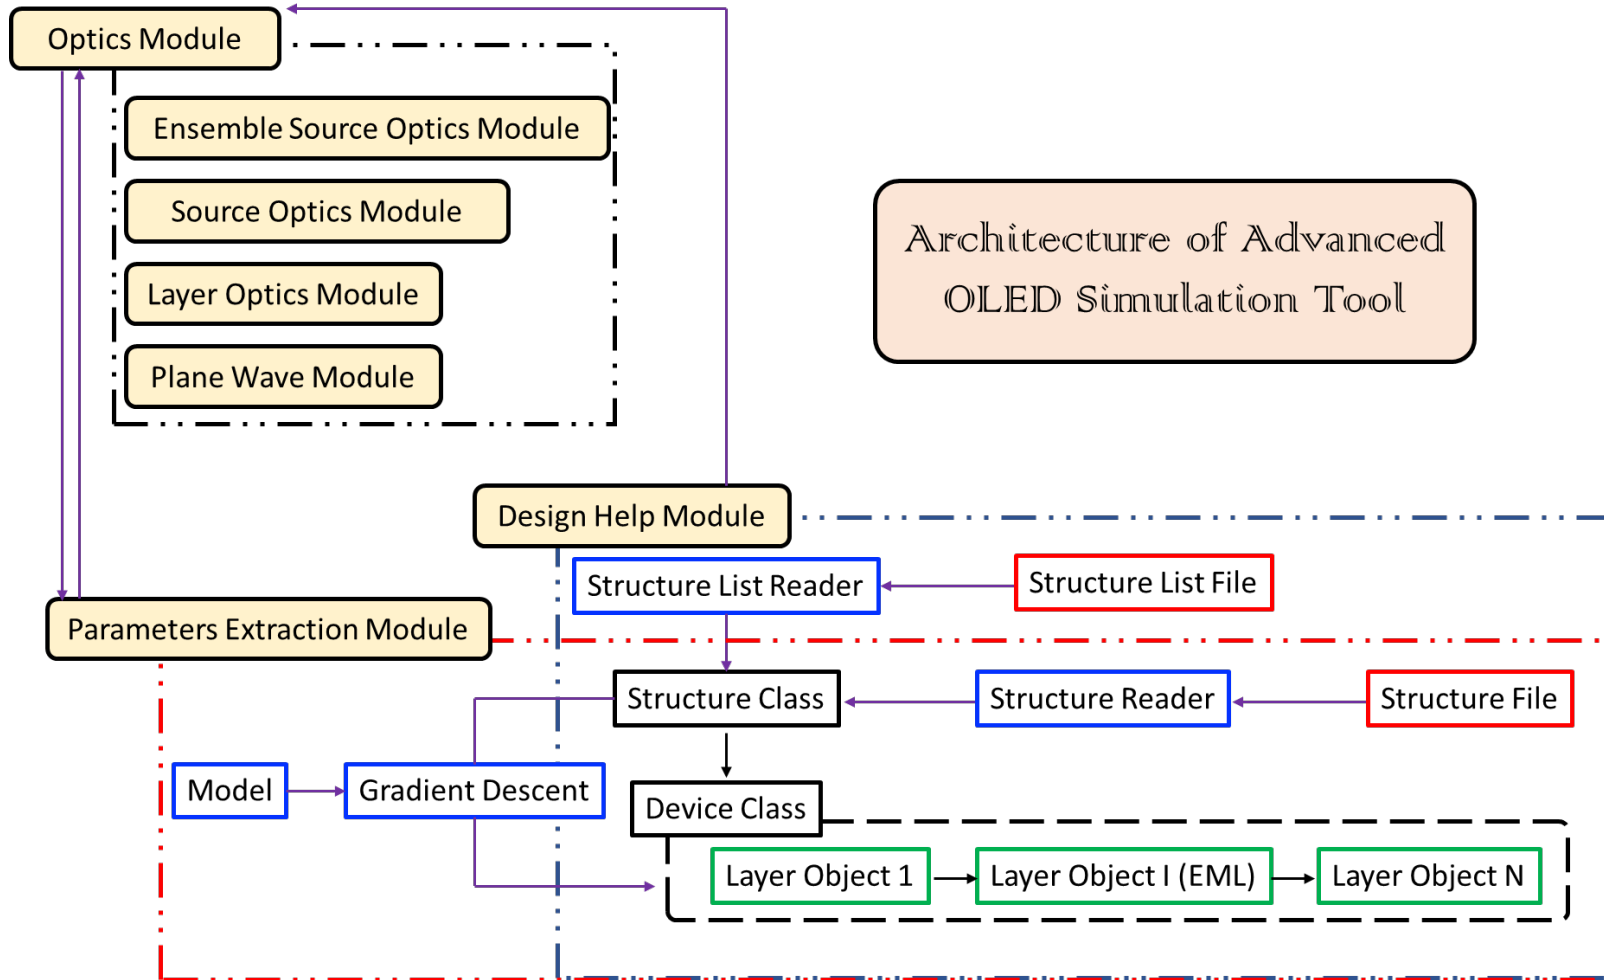 Optics Module
Ensemble Source Optics Module
Source Optics Module
Layer Optics Module
Plane Wave Module
Architecture of Advanced
OLED Simulation Tool
Design Help Module
Structure List Reader
Structure List File
Parameters Extraction Module
Structure Class
Structure Reader
Structure File
Model
Gradient Descent
Device Class
Layer Object 1
Layer Object I (EML)
Layer Object N